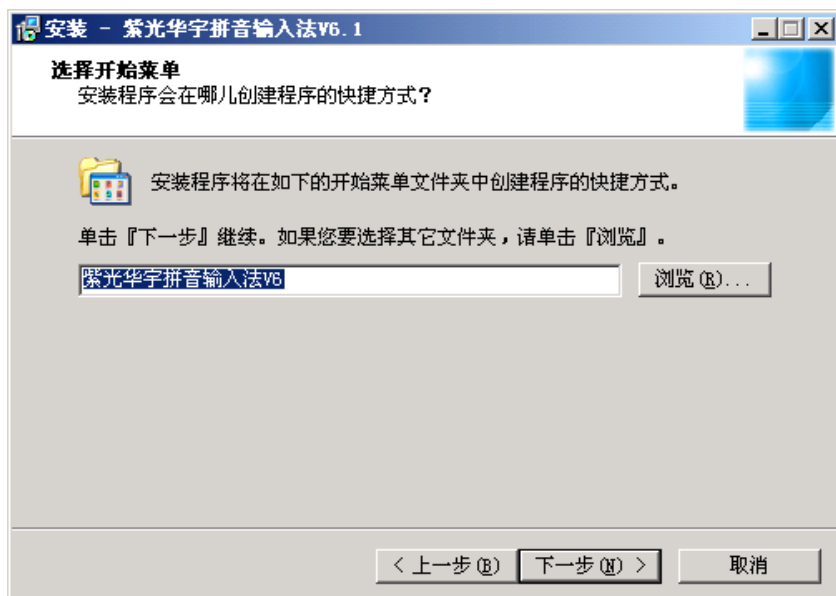 安装 - 紫光华宇拼音输入法V6.1
选择开始菜单
安装程序会在哪儿创建程序的快捷方式?
安装程序将在如下的开始菜单文件夹中创建程序的快捷方式。
单击『下一步』继续。如果您要选择其它文件夹，请单击『浏览』。
紫光华宇拼音输入法V6
浏览(R)...
< 上一步(B)
下一步(N) >
取消